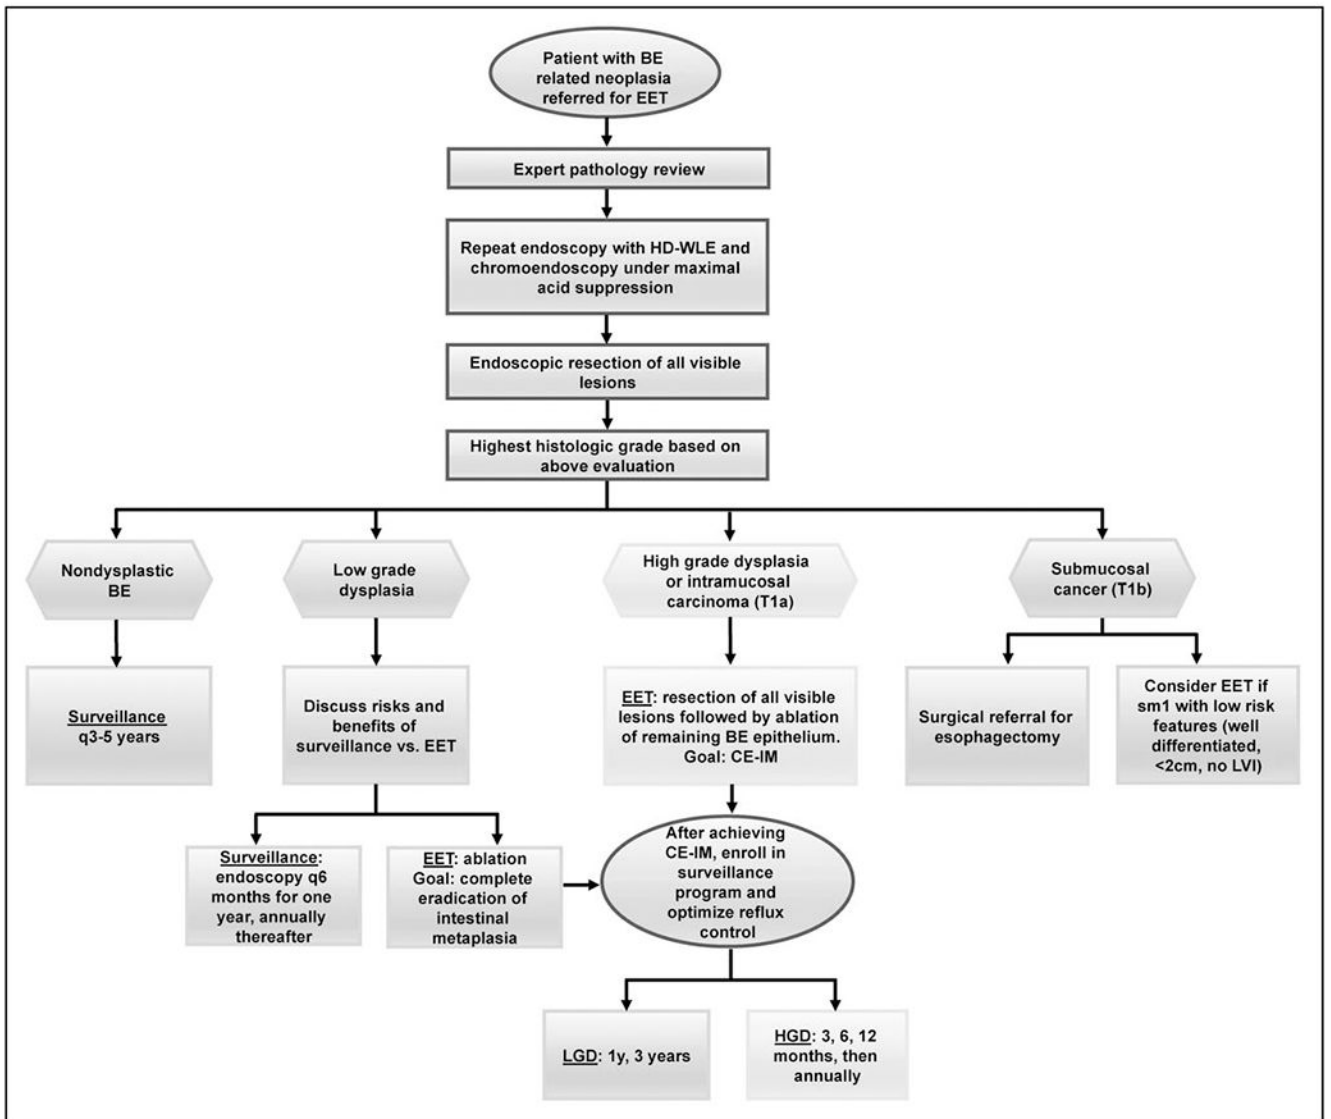 Patient with BE
related neoplasia
referred for EET
Expert pathology review
Repeat endoscopy with HD-WLE and
chromoendoscopy under maximal
acid suppression
Endoscopic resection of all visible
lesions
Highest histologic grade based on
above evaluation
Nondysplastic
BE
Low grade
dysplasia
High grade dysplasia
or intramucosal
carcinoma (T1a)
Submucosal
cancer (T1b)
Surveillance
q3-5 years
Discuss risks and
benefits of
surveillance vs. EET
EET: resection of all visible
lesions followed by ablation
of remaining BE epithelium.
Goal: CE-IM
Surgical referral for
esophagectomy
Consider EET if
sm1 with low risk
features (well
differentiated,
<2cm, no LVI)
Surveillance:
endoscopy q6
months for one
year, annually
thereafter
EET: ablation
Goal: complete
eradication of
intestinal
metaplasia
After achieving
CE-IM, enroll in
surveillance
program and
optimize reflux
control
LGD: 1y, 3 years
HGD: 3, 6, 12
months, then
annually